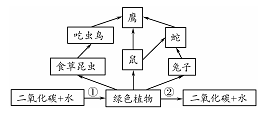 鹰
吃虫鸟
蛇
鼠
食草昆虫
兔子
二氧化碳+水 ① 绿色植物 ② 二氧化碳+水